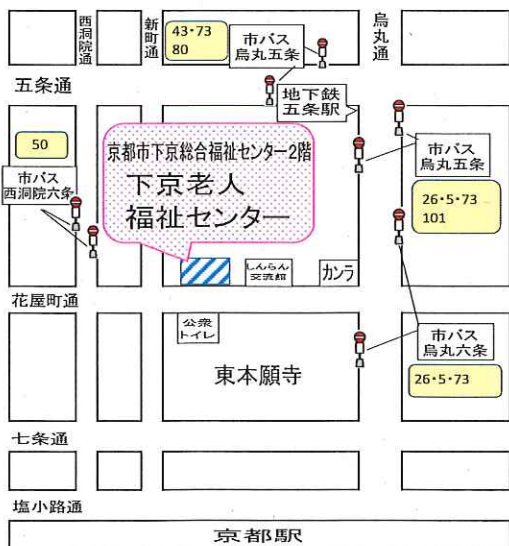 西洞院通
新町通
43・73
80
市バス
烏丸五条
烏丸通
五条通
地下鉄
五条駅
50
市バス
西洞院六条
京都市下京総合福祉センター2階
下京老人
福祉センター
市バス
烏丸五条
26・5・73
101
しんらん
交流館
カンラ
花屋町通
公衆
トイレ
東本願寺
市バス
烏丸六条
26・5・73
七条通
塩小路通
京都駅